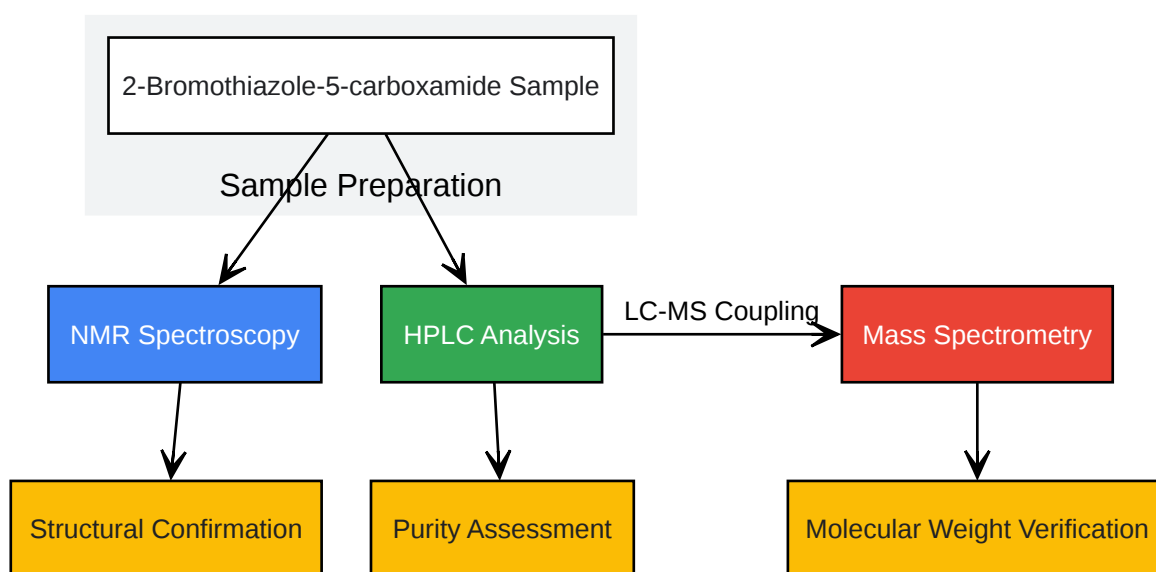 2-Bromothiazole-5-carboxamide Sample
Sample Preparation
NMR Spectroscopy
HPLC Analysis
LC-MS Coupling
Mass Spectrometry
Structural Confirmation
Purity Assessment
Molecular Weight Verification